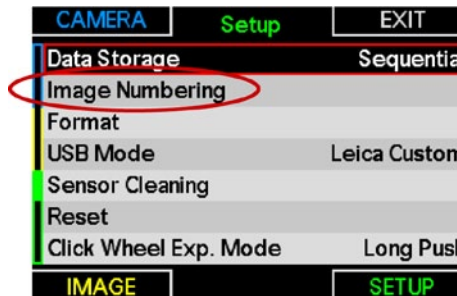 CAMERA Setup EXIT
Data Storage Sequentia
Image Numbering
Format
USB Mode Leica Custom
Sensor Cleaning
Reset
Click Wheel Exp. Mode Long Push
IMAGE SETUP